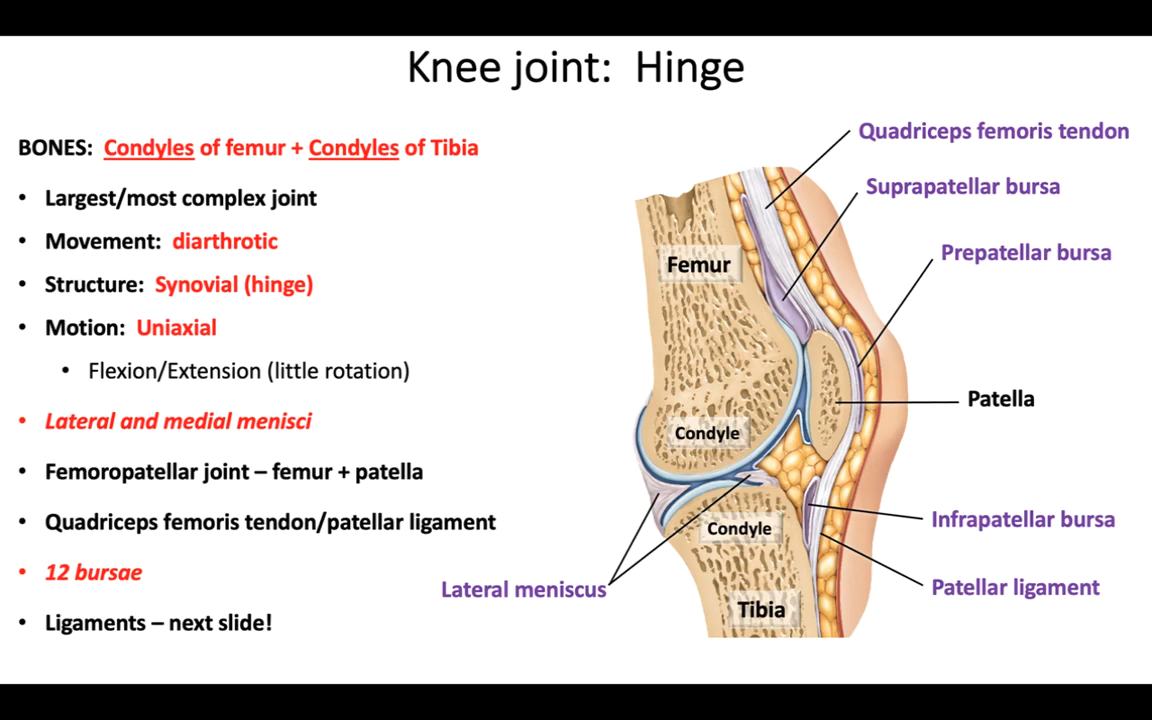 Knee joint:  Hinge
BONES:  Condyles of femur + Condyles of Tibia
• Largest/most complex joint
• Movement:  diarthrotic
• Structure:  Synovial (hinge)
• Motion:  Uniaxial
• Flexion/Extension (little rotation)
• Lateral and medial menisci
• Femoropatellar joint – femur + patella
• Quadriceps femoris tendon/patellar ligament
• 12 bursae
• Ligaments – next slide!
Quadriceps femoris tendon
Suprapatellar bursa
Prepatellar bursa
Femur
Patella
Condyle
Infrapatellar bursa
Condyle
Patellar ligament
Lateral meniscus
Tibia